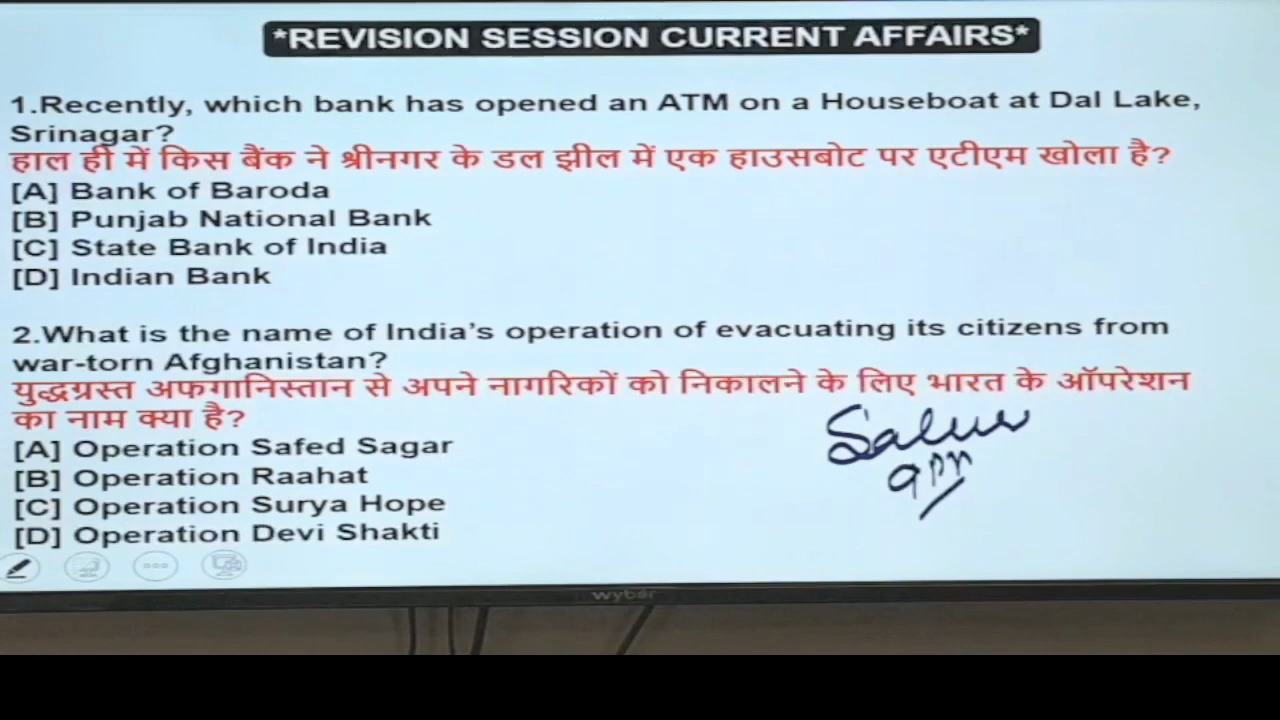 *REVISION SESSION CURRENT AFFAIRS*
1.Recently, which bank has opened an ATM on a Houseboat at Dal Lake,
Srinagar?
हाल ही में किस बैंक ने श्रीनगर के डल झील में एक हाउसबोट पर एटीएम खोला है?
[A] Bank of Baroda
[B] Punjab National Bank
[C] State Bank of India
[D] Indian Bank
2.What is the name of India's operation of evacuating its citizens from
war-torn Afghanistan?
युद्धग्रस्त अफगानिस्तान से अपने नागरिकों को निकालने के लिए भारत के ऑपरेशन
का नाम क्या है?
[A] Operation Safed Sagar
[B] Operation Raahat
[C] Operation Surya Hope
[D] Operation Devi Shakti
9pm